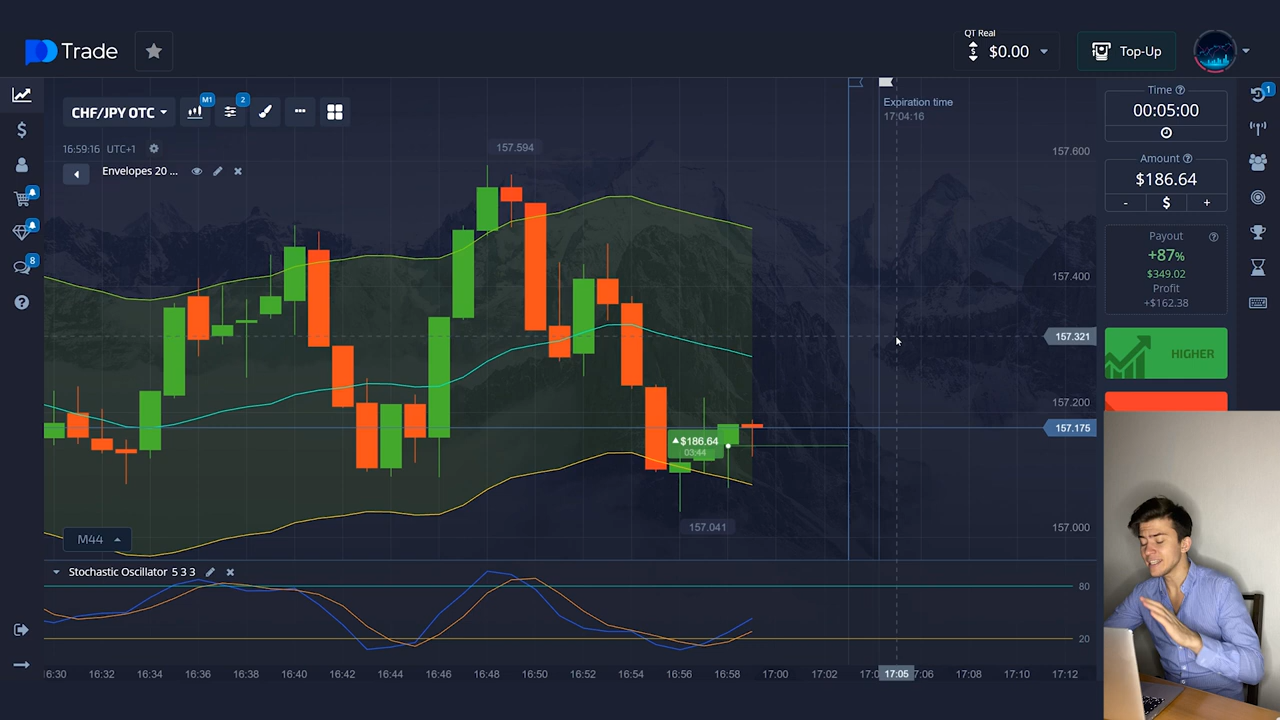 Trade
QT Real
$0.00
Top-Up
CHF/JPY OTC
M1
2
16:59:16 UTC+1
Envelopes 20 ...
157.594
Expiration time
17:04:16
157.600
157.400
157.321
157.200
157.175
157.000
▲$186.64
03:44
157.041
M44
8
Stochastic Oscillator 5 3 3
80
20
16:30 16:32 16:34 16:36 16:38 16:40 16:42 16:44 16:46 16:48 16:50 16:52 16:54 16:56 16:58 17:00 17:02 17:05 7:06 17:08 17:10 17:12
Time
00:05:00
Amount
$186.64
- $ +
Payout
+87%
$349.02
Profit
+$162.38
HIGHER
1